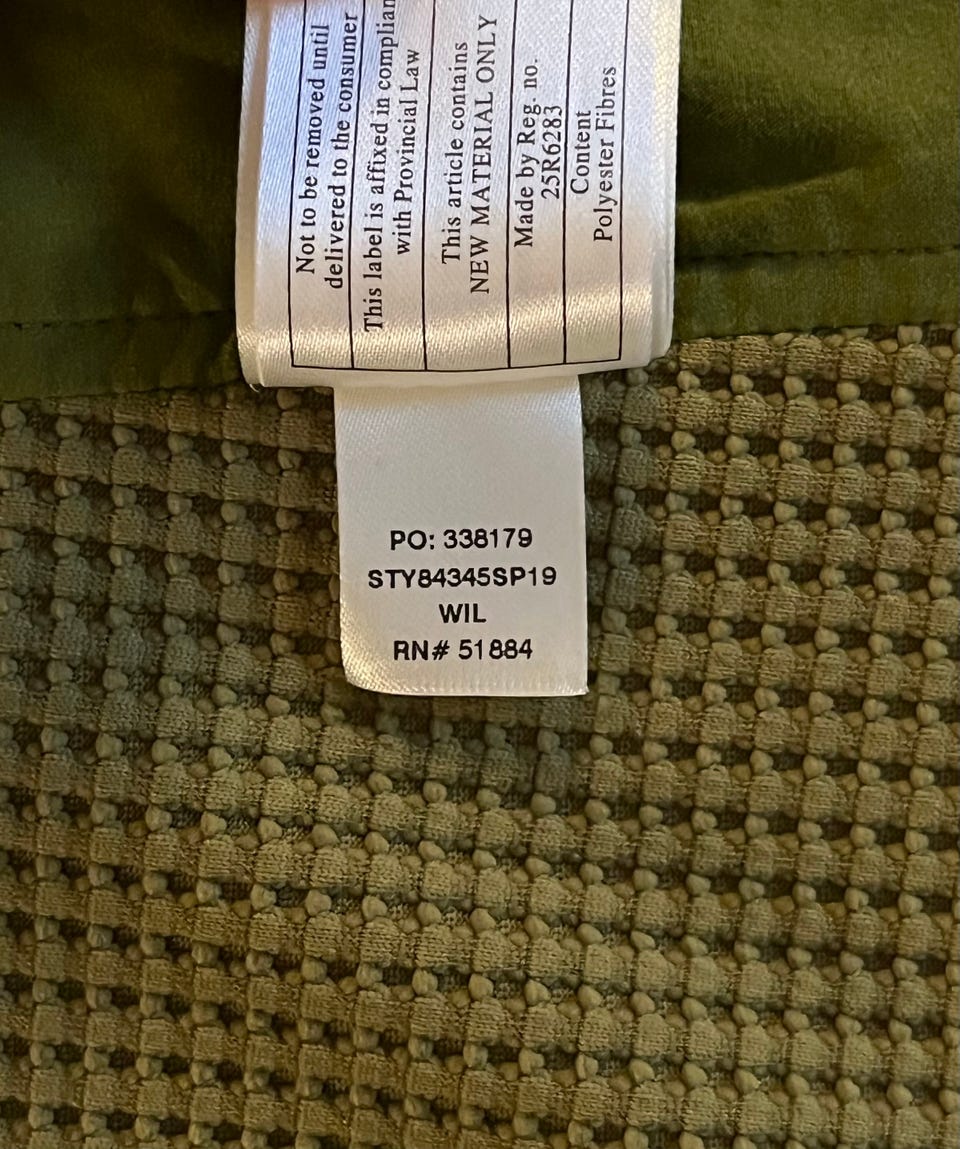 Not to be removed until
delivered to the consumer
This label is affixed in
with Provincial Law
This article contains
NEW MATERIAL ONLY
Made by Reg. no.
25R6283
Content
Polyester Fibres
PO: 338179
STY84345SP19
WIL
RN# 51884